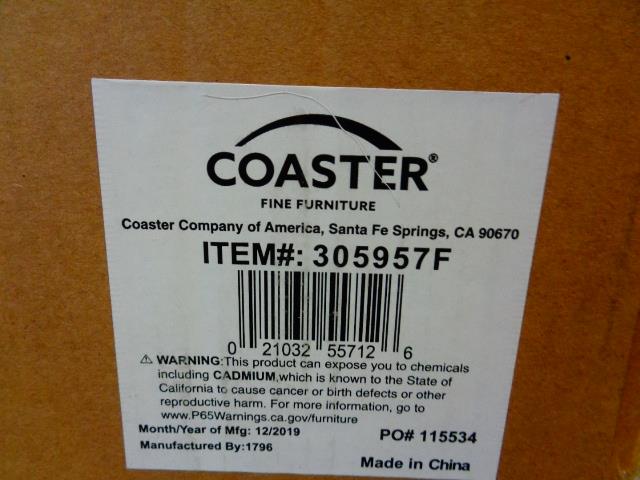 COASTER®
FINE FURNITURE
Coaster Company of America, Santa Fe Springs, CA 90670
ITEM#: 305957F
0 21032 55712 6
⚠ WARNING:This product can expose you to chemicals
including CADMIUM,which is known to the State of
California to cause cancer or birth defects or other
reproductive harm. For more information, go to
www.P65Warnings.ca.gov/furniture
Month/Year of Mfg: 12/2019 PO# 115534
Manufactured By:1796
Made in China